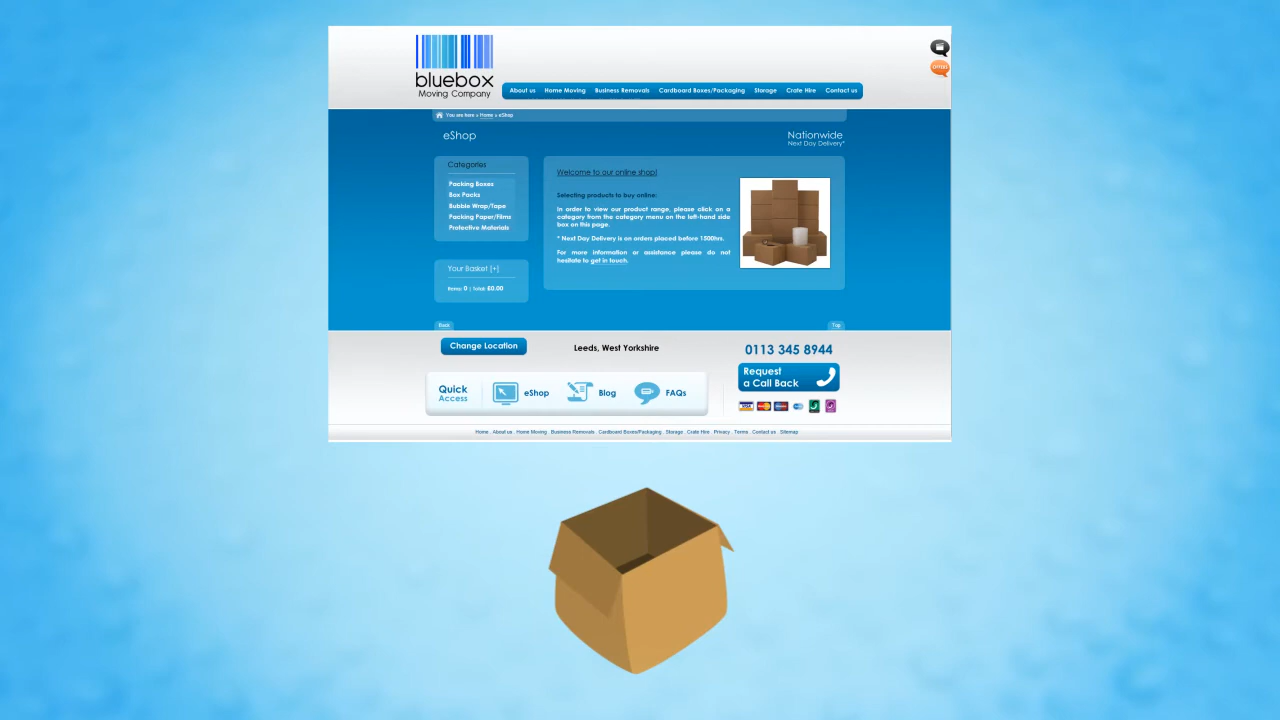 bluebox
Moving Company
About us Home Moving Business Removals Cardboard Boxes/Packaging Storage Crate Hire Contact us
OFFERS
You are here » Home » eShop
eShop
Nationwide
Next Day Delivery*
Categories
Packing Boxes
Box Packs
Bubble Wrap/Tape
Packing Paper/Films
Protective Materials
Your Basket [+]
Items: 0 | Total: £0.00
Welcome to our online shop!
Selecting products to buy online:
In order to view our product range, please click on a
category from the category menu on the left-hand side
box on this page.
* Next Day Delivery is on orders placed before 1500hrs.
For more information or assistance please do not
hesitate to get in touch.
Back
Top
Change Location
Leeds, West Yorkshire
0113 345 8944
Request
a Call Back
Quick
Access
eShop
Blog
FAQs
VISA
Home . About us . Home Moving . Business Removals . Cardboard Boxes/Packaging . Storage . Crate Hire . Privacy . Terms . Contact us . Sitemap